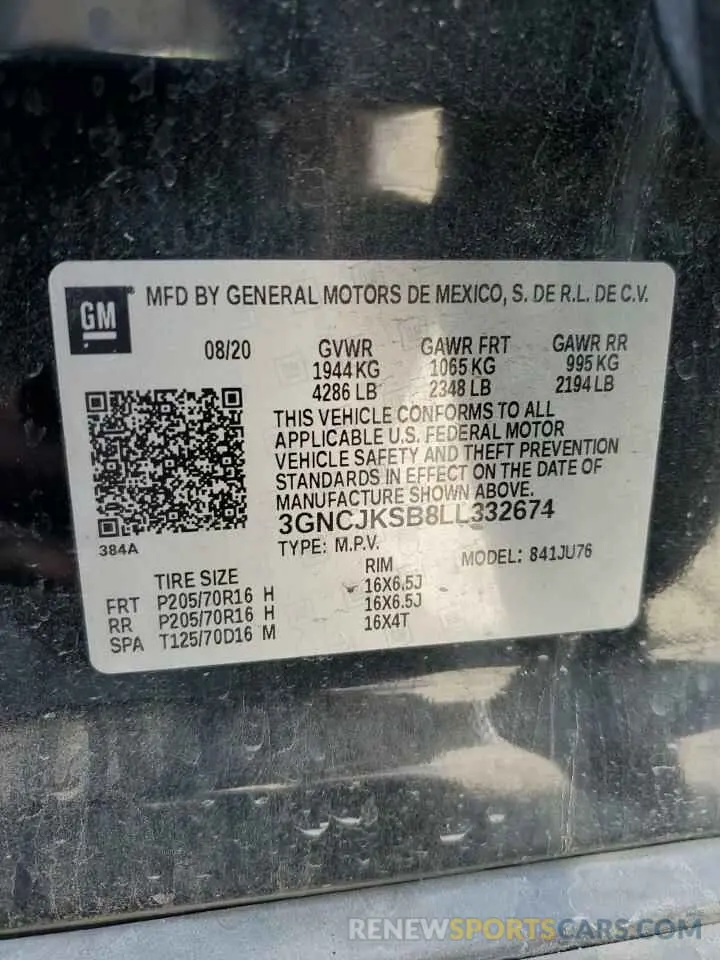 GM MFD BY GENERAL MOTORS DE MEXICO, S. DE R.L. DE C.V.
08/20 GVWR GAWR FRT GAWR RR
1944 KG 1065 KG 995 KG
4286 LB 2348 LB 2194 LB
THIS VEHICLE CONFORMS TO ALL
APPLICABLE U.S. FEDERAL MOTOR
VEHICLE SAFETY AND THEFT PREVENTION
STANDARDS IN EFFECT ON THE DATE OF
MANUFACTURE SHOWN ABOVE.
3GNCJKSB8LL332674
384A
TYPE: M.P.V. MODEL: 841JU76
TIRE SIZE RIM
FRT P205/70R16 H 16X6.5J
RR P205/70R16 H 16X6.5J
SPA T125/70D16 M 16X4T
RENEWSPORTSCARS.COM